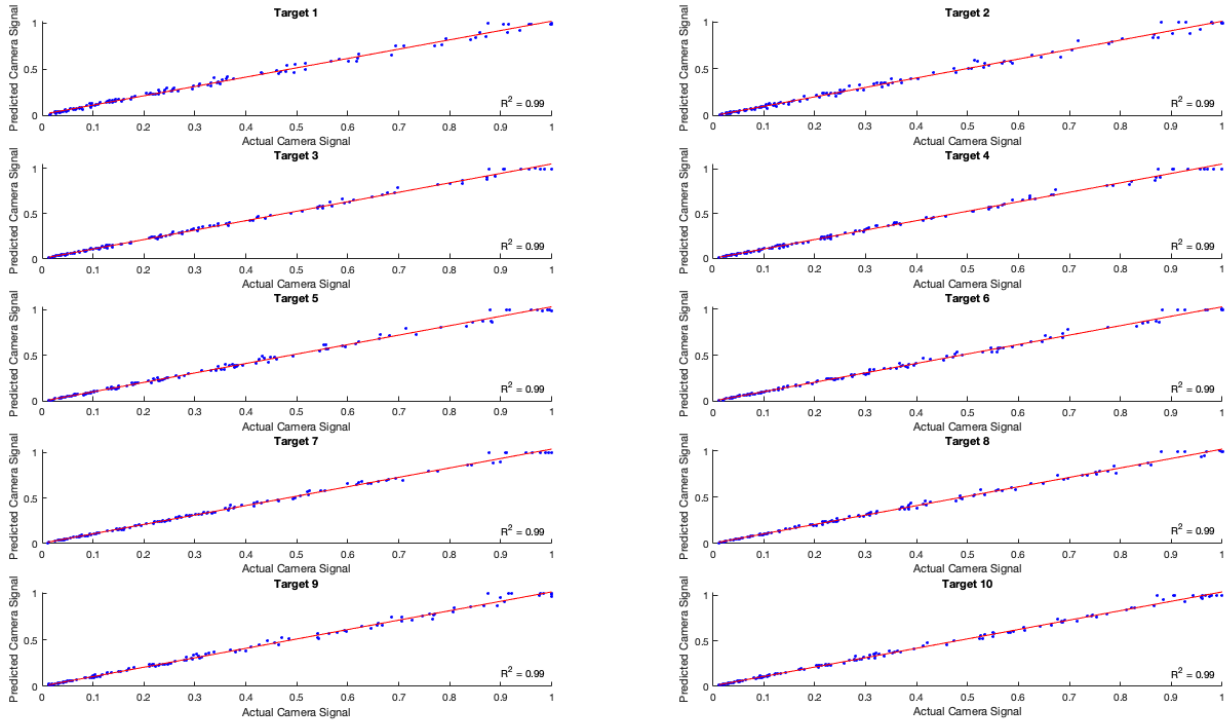 Target 1
Predicted Camera Signal
1
0.5
0
R² = 0.99
0 0.1 0.2 0.3 0.4 0.5 0.6 0.7 0.8 0.9 1
Actual Camera Signal
Target 2
Predicted Camera Signal
1
0.5
0
R² = 0.99
0 0.1 0.2 0.3 0.4 0.5 0.6 0.7 0.8 0.9 1
Actual Camera Signal
Target 3
Predicted Camera Signal
1
0.5
0
R² = 0.99
0 0.1 0.2 0.3 0.4 0.5 0.6 0.7 0.8 0.9 1
Actual Camera Signal
Target 4
Predicted Camera Signal
1
0.5
0
R² = 0.99
0 0.1 0.2 0.3 0.4 0.5 0.6 0.7 0.8 0.9 1
Actual Camera Signal
Target 5
Predicted Camera Signal
1
0.5
0
R² = 0.99
0 0.1 0.2 0.3 0.4 0.5 0.6 0.7 0.8 0.9 1
Actual Camera Signal
Target 6
Predicted Camera Signal
1
0.5
0
R² = 0.99
0 0.1 0.2 0.3 0.4 0.5 0.6 0.7 0.8 0.9 1
Actual Camera Signal
Target 7
Predicted Camera Signal
1
0.5
0
R² = 0.99
0 0.1 0.2 0.3 0.4 0.5 0.6 0.7 0.8 0.9 1
Actual Camera Signal
Target 8
Predicted Camera Signal
1
0.5
0
R² = 0.99
0 0.1 0.2 0.3 0.4 0.5 0.6 0.7 0.8 0.9 1
Actual Camera Signal
Target 9
Predicted Camera Signal
1
0.5
0
R² = 0.99
0 0.1 0.2 0.3 0.4 0.5 0.6 0.7 0.8 0.9 1
Actual Camera Signal
Target 10
Predicted Camera Signal
1
0.5
0
R² = 0.99
0 0.1 0.2 0.3 0.4 0.5 0.6 0.7 0.8 0.9 1
Actual Camera Signal